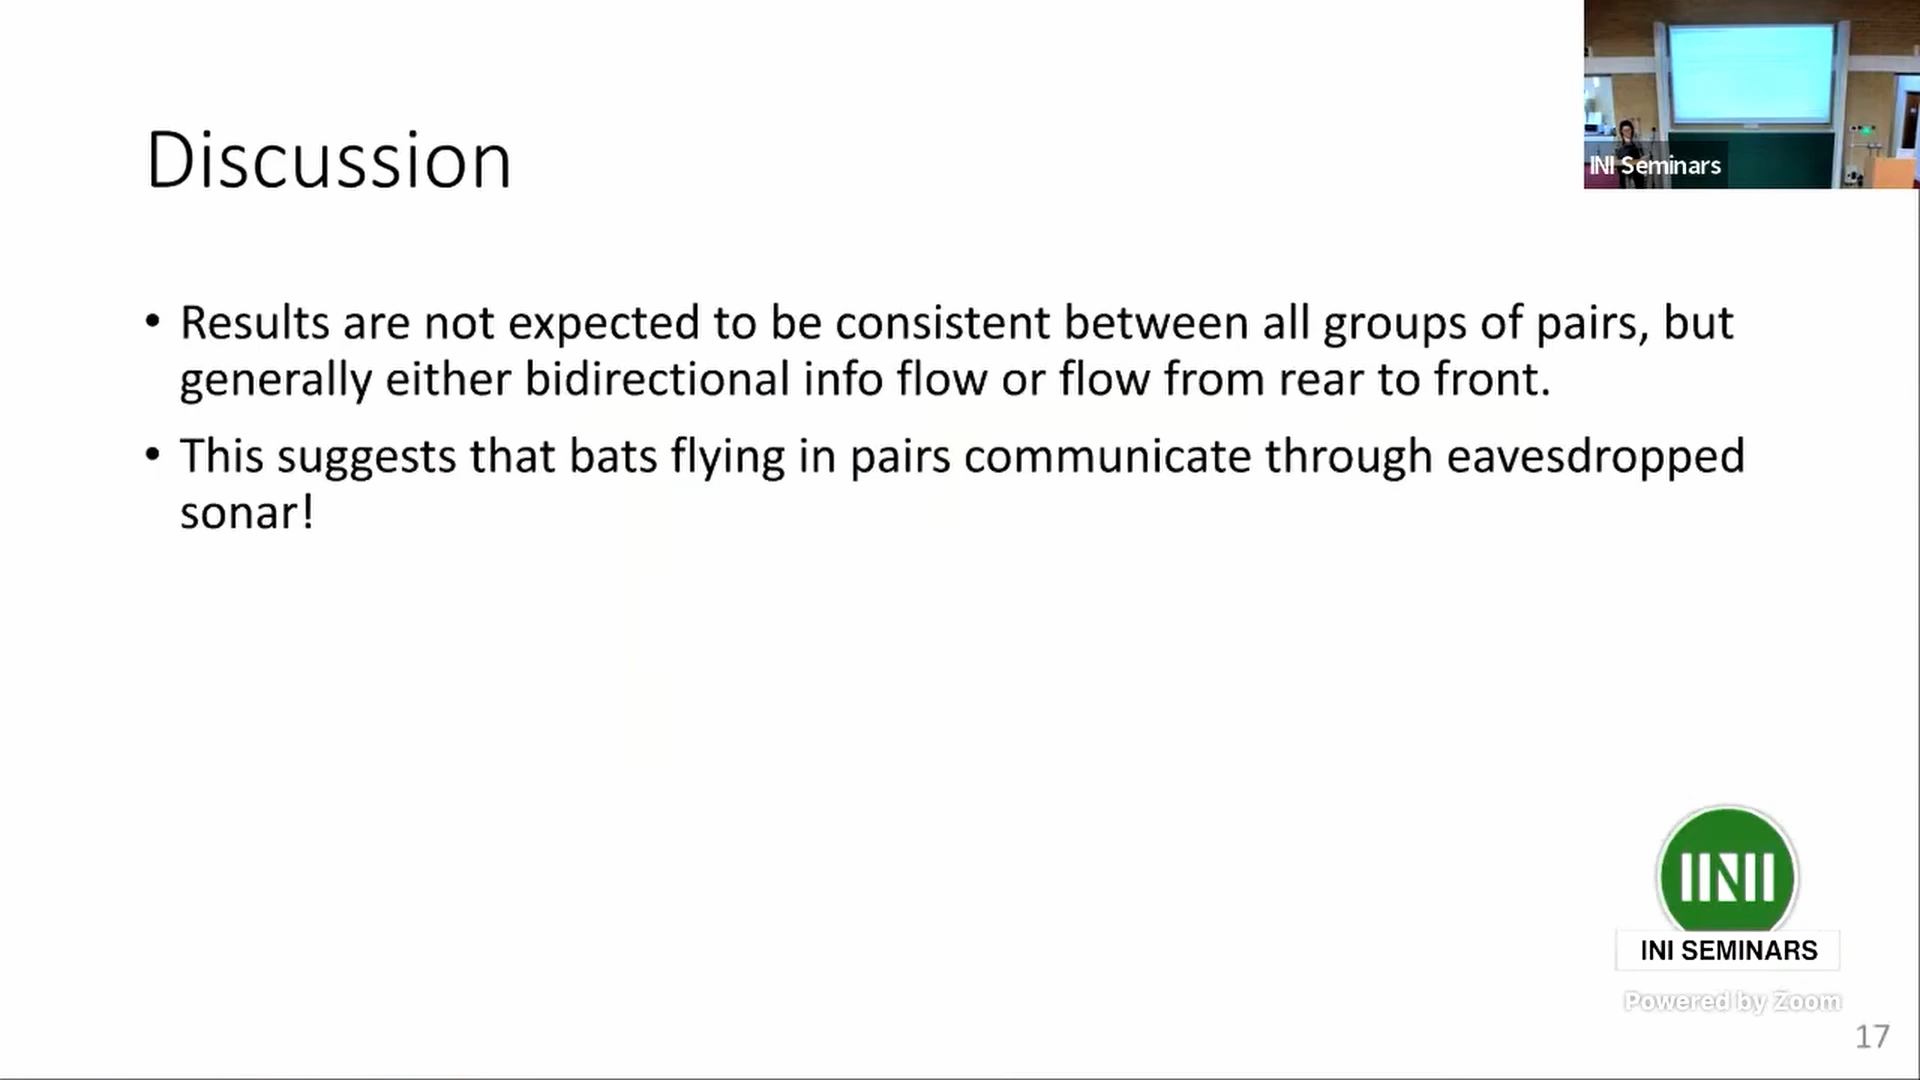 INI Seminars
Discussion
• Results are not expected to be consistent between all groups of pairs, but
generally either bidirectional info flow or flow from rear to front.
• This suggests that bats flying in pairs communicate through eavesdropped
sonar!
INI
INI SEMINARS
Powered by Zoom
17